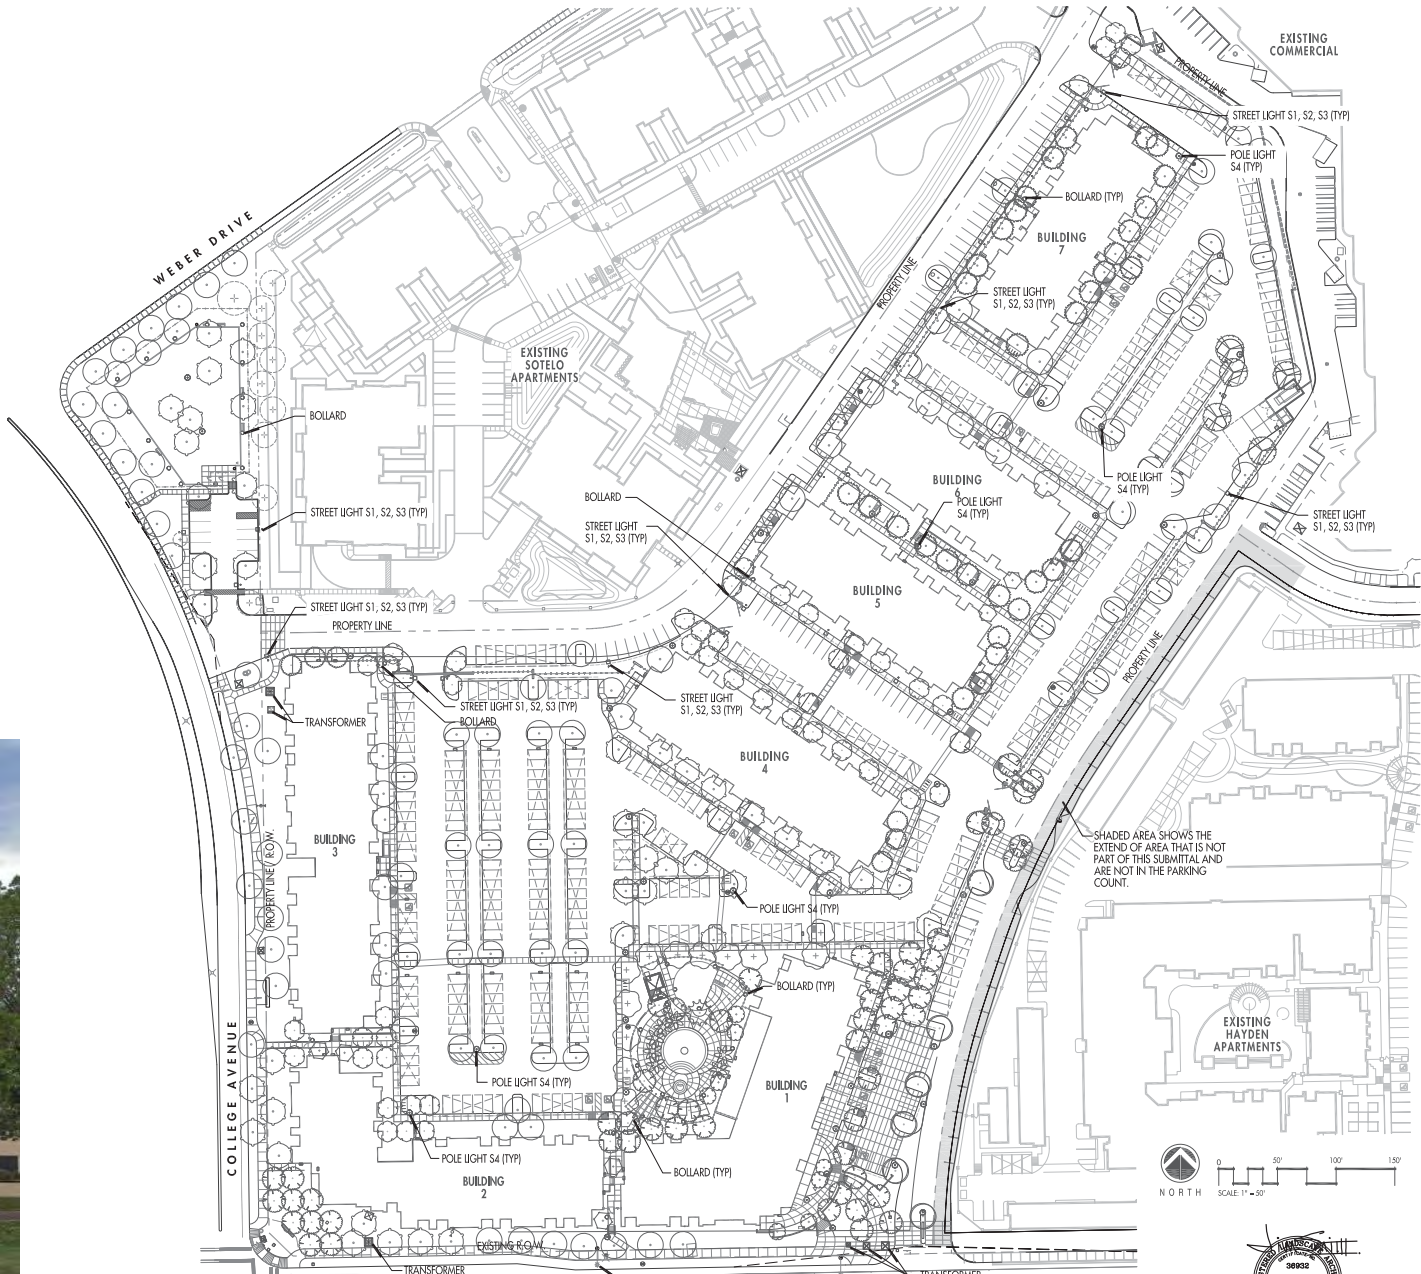 EXISTING
COMMERCIAL
PROPERTY LINE
STREET LIGHT S1, S2, S3 (TYP)
POLE LIGHT
S4 (TYP)
BOLLARD (TYP)
BUILDING
7
WEBER DRIVE
PROPERTY LINE
STREET LIGHT
S1, S2, S3 (TYP)
EXISTING
SOTELO
APARTMENTS
BOLLARD
POLE LIGHT
S4 (TYP)
BUILDING
6
POLE LIGHT
S4 (TYP)
BOLLARD
STREET LIGHT S1, S2, S3 (TYP)
STREET LIGHT
S1, S2, S3 (TYP)
STREET LIGHT
S1, S2, S3 (TYP)
BUILDING
5
STREET LIGHT S1, S2, S3 (TYP)
PROPERTY LINE
PROPERTY LINE
STREET LIGHT
S1, S2, S3 (TYP)
STREET LIGHT S1, S2, S3 (TYP)
BOLLARD
TRANSFORMER
BUILDING
4
BUILDING
3
PROPERTY LINE / R.O.W.
SHADED AREA SHOWS THE
EXTEND OF AREA THAT IS NOT
PART OF THIS SUBMITTAL AND
ARE NOT IN THE PARKING
COUNT.
POLE LIGHT S4 (TYP)
BOLLARD (TYP)
COLLEGE AVENUE
EXISTING
HAYDEN
APARTMENTS
POLE LIGHT S4 (TYP)
BUILDING
1
POLE LIGHT S4 (TYP)
BOLLARD (TYP)
BUILDING
2
NORTH
0 50' 100' 150'
SCALE: 1" = 50'
EXISTING R.O.W.
TRANSFORMER
TRANSFORMER
36932